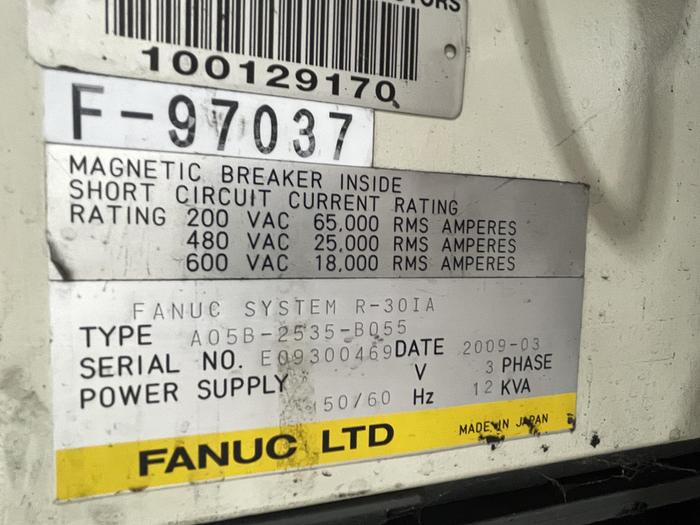 100129170
F-97037
MAGNETIC BREAKER INSIDE
SHORT CIRCUIT CURRENT RATING
RATING 200 VAC 65,000 RMS AMPERES
480 VAC 25,000 RMS AMPERES
600 VAC 18,000 RMS AMPERES
FANUC SYSTEM R-30IA
TYPE A05B-2535-B055
SERIAL NO. E09300469 DATE 2009-03
POWER SUPPLY V 3 PHASE
50/60 Hz 12 KVA
FANUC LTD MADE IN JAPAN